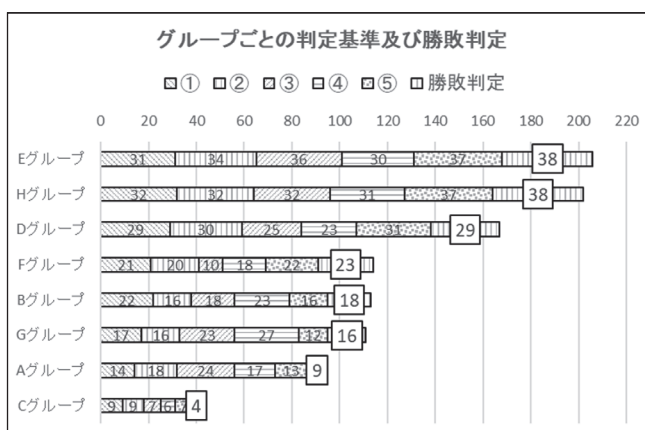 グループごとの判定基準及び勝敗判定
① ② ③ ④ ⑤ 勝敗判定
0 20 40 60 80 100 120 140 160 180 200 220
Eグループ 31 34 36 30 37 38
Hグループ 32 32 32 31 37 38
Dグループ 29 30 25 23 31 29
Fグループ 21 20 10 18 22 23
Bグループ 22 16 18 23 16 18
Gグループ 17 16 23 27 12 16
Aグループ 14 18 24 17 13 9
Cグループ 9 9 7 6 7 4